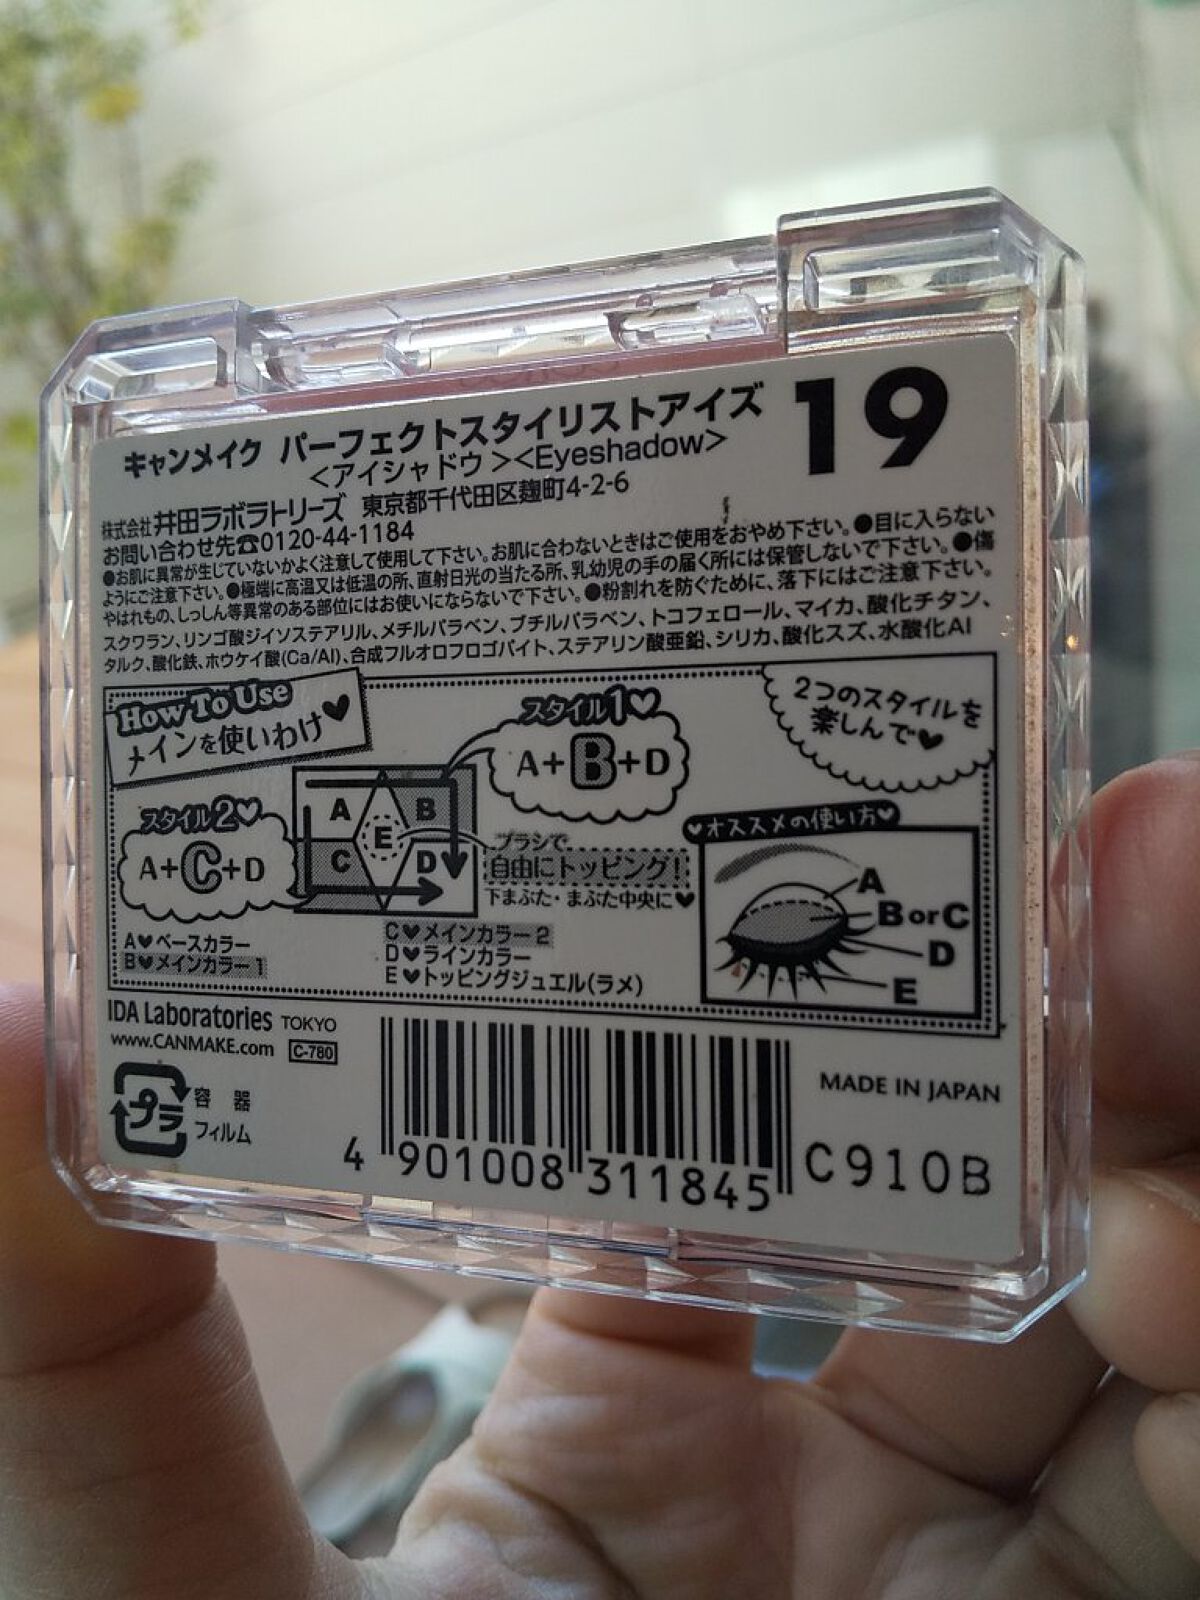 キャンメイク パーフェクトスタイリストアイズ
19
<アイシャドウ><Eyeshadow>
株式会社 井田ラボラトリーズ 東京都千代田区麹町4-2-6
お問い合わせ先☎0120-44-1184
●お肌に異常が生じていないかよく注意して使用して下さい。お肌に合わないときはご使用をおやめ下さい。●目に入らない
ようにご注意下さい。●極端に高温又は低温の所、直射日光の当たる所、乳幼児の手の届く所には保管しないで下さい。●傷
やはれもの、しっしん等異常のある部位にはお使いにならないで下さい。●粉割れを防ぐために、落下にはご注意下さい。
スクワラン、リンゴ酸ジイソステアリル、メチルパラベン、ブチルパラベン、トコフェロール、マイカ、酸化チタン、
タルク、酸化鉄、ホウケイ酸(Ca/Al)、合成フルオロフロゴパイト、ステアリン酸亜鉛、シリカ、酸化スズ、水酸化Al
How To Use
メインを使いわけ♥
スタイル1♥
A+B+D
2つのスタイルを
楽しんで♥
スタイル2♥
A+C+D
A
B
E
C
D
ブラシで
自由にトッピング!
下まぶた・まぶた中央に♥
♥オススメの使い方♥
A
B or C
D
E
A♥ベースカラー
B♥メインカラー1
C♥メインカラー2
D♥ラインカラー
E♥トッピングジュエル(ラメ)
IDA Laboratories TOKYO
www.CANMAKE.com C-780
プラ
容器
フィルム
MADE IN JAPAN
4 901008 311845
C910B